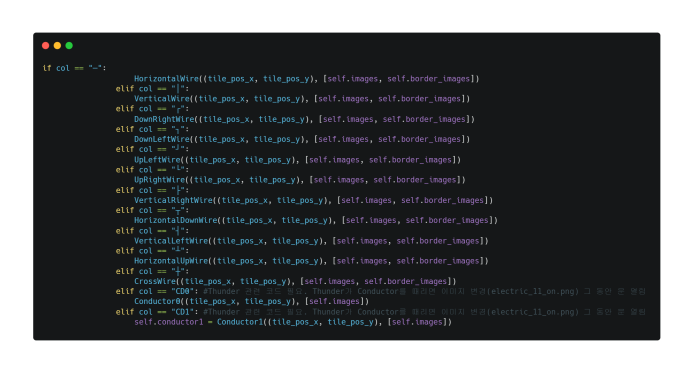 if col == "─":
HorizontalWire((tile_pos_x, tile_pos_y), [self.images, self.border_images])
elif col == "│":
VerticalWire((tile_pos_x, tile_pos_y), [self.images, self.border_images])
elif col == "┌":
DownRightWire((tile_pos_x, tile_pos_y), [self.images, self.border_images])
elif col == "┐":
DownLeftWire((tile_pos_x, tile_pos_y), [self.images, self.border_images])
elif col == "┘":
UpLeftWire((tile_pos_x, tile_pos_y), [self.images, self.border_images])
elif col == "└":
UpRightWire((tile_pos_x, tile_pos_y), [self.images, self.border_images])
elif col == "├":
VerticalRightWire((tile_pos_x, tile_pos_y), [self.images, self.border_images])
elif col == "┬":
HorizontalDownWire((tile_pos_x, tile_pos_y), [self.images, self.border_images])
elif col == "┤":
VerticalLeftWire((tile_pos_x, tile_pos_y), [self.images, self.border_images])
elif col == "┴":
HorizontalUpWire((tile_pos_x, tile_pos_y), [self.images, self.border_images])
elif col == "┼":
CrossWire((tile_pos_x, tile_pos_y), [self.images, self.border_images])
elif col == "CD0": #Thunder 관련 코드 필요. Thunder가 Conductor를 때리면 이미지 변경(electric_11_on.png) 그 동안 문 열림
Conductor0((tile_pos_x, tile_pos_y), [self.images])
elif col == "CD1": #Thunder 관련 코드 필요. Thunder가 Conductor를 때리면 이미지 변경(electric_11_on.png) 그 동안 문 열림
self.conductor1 = Conductor1((tile_pos_x, tile_pos_y), [self.images])